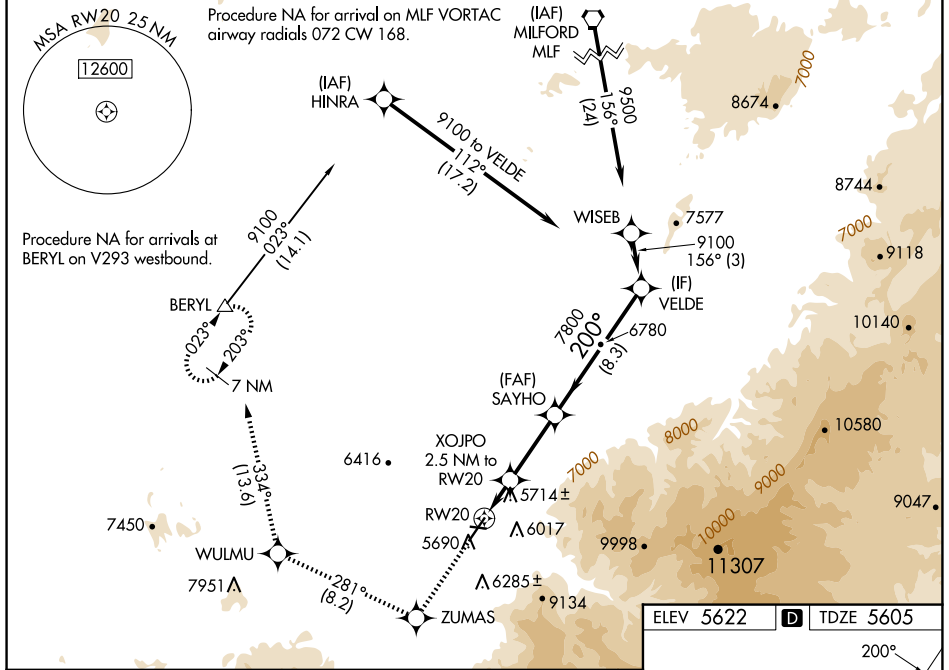 MSA RW20 25 NM
12600
Procedure NA for arrival on MLF VORTAC
airway radials 072 CW 168.
(IAF)
MILFORD
MLF
9500
156°
(24)
7000
8674
(IAF)
HINRA
9100 to VELDE
112°
(17.2)
8744
7000
9118
WISEB
7577
9100
156° (3)
(IF)
VELDE
Procedure NA for arrivals at
BERYL on V293 westbound.
9100
023°
(14.1)
BERYL
023°
203°
7 NM
7800
200°
(8.3)
6780
10140
(FAF)
SAYHO
10580
8000
9000
7000
XOJPO
2.5 NM to
RW20
6416
5714±
9047
RW20
6017
5690
10000
9998
11307
334°
(13.6)
7450
WULMU
7951
281°
(8.2)
6285±
9134
ZUMAS
ELEV 5622
D
TDZE 5605
200°